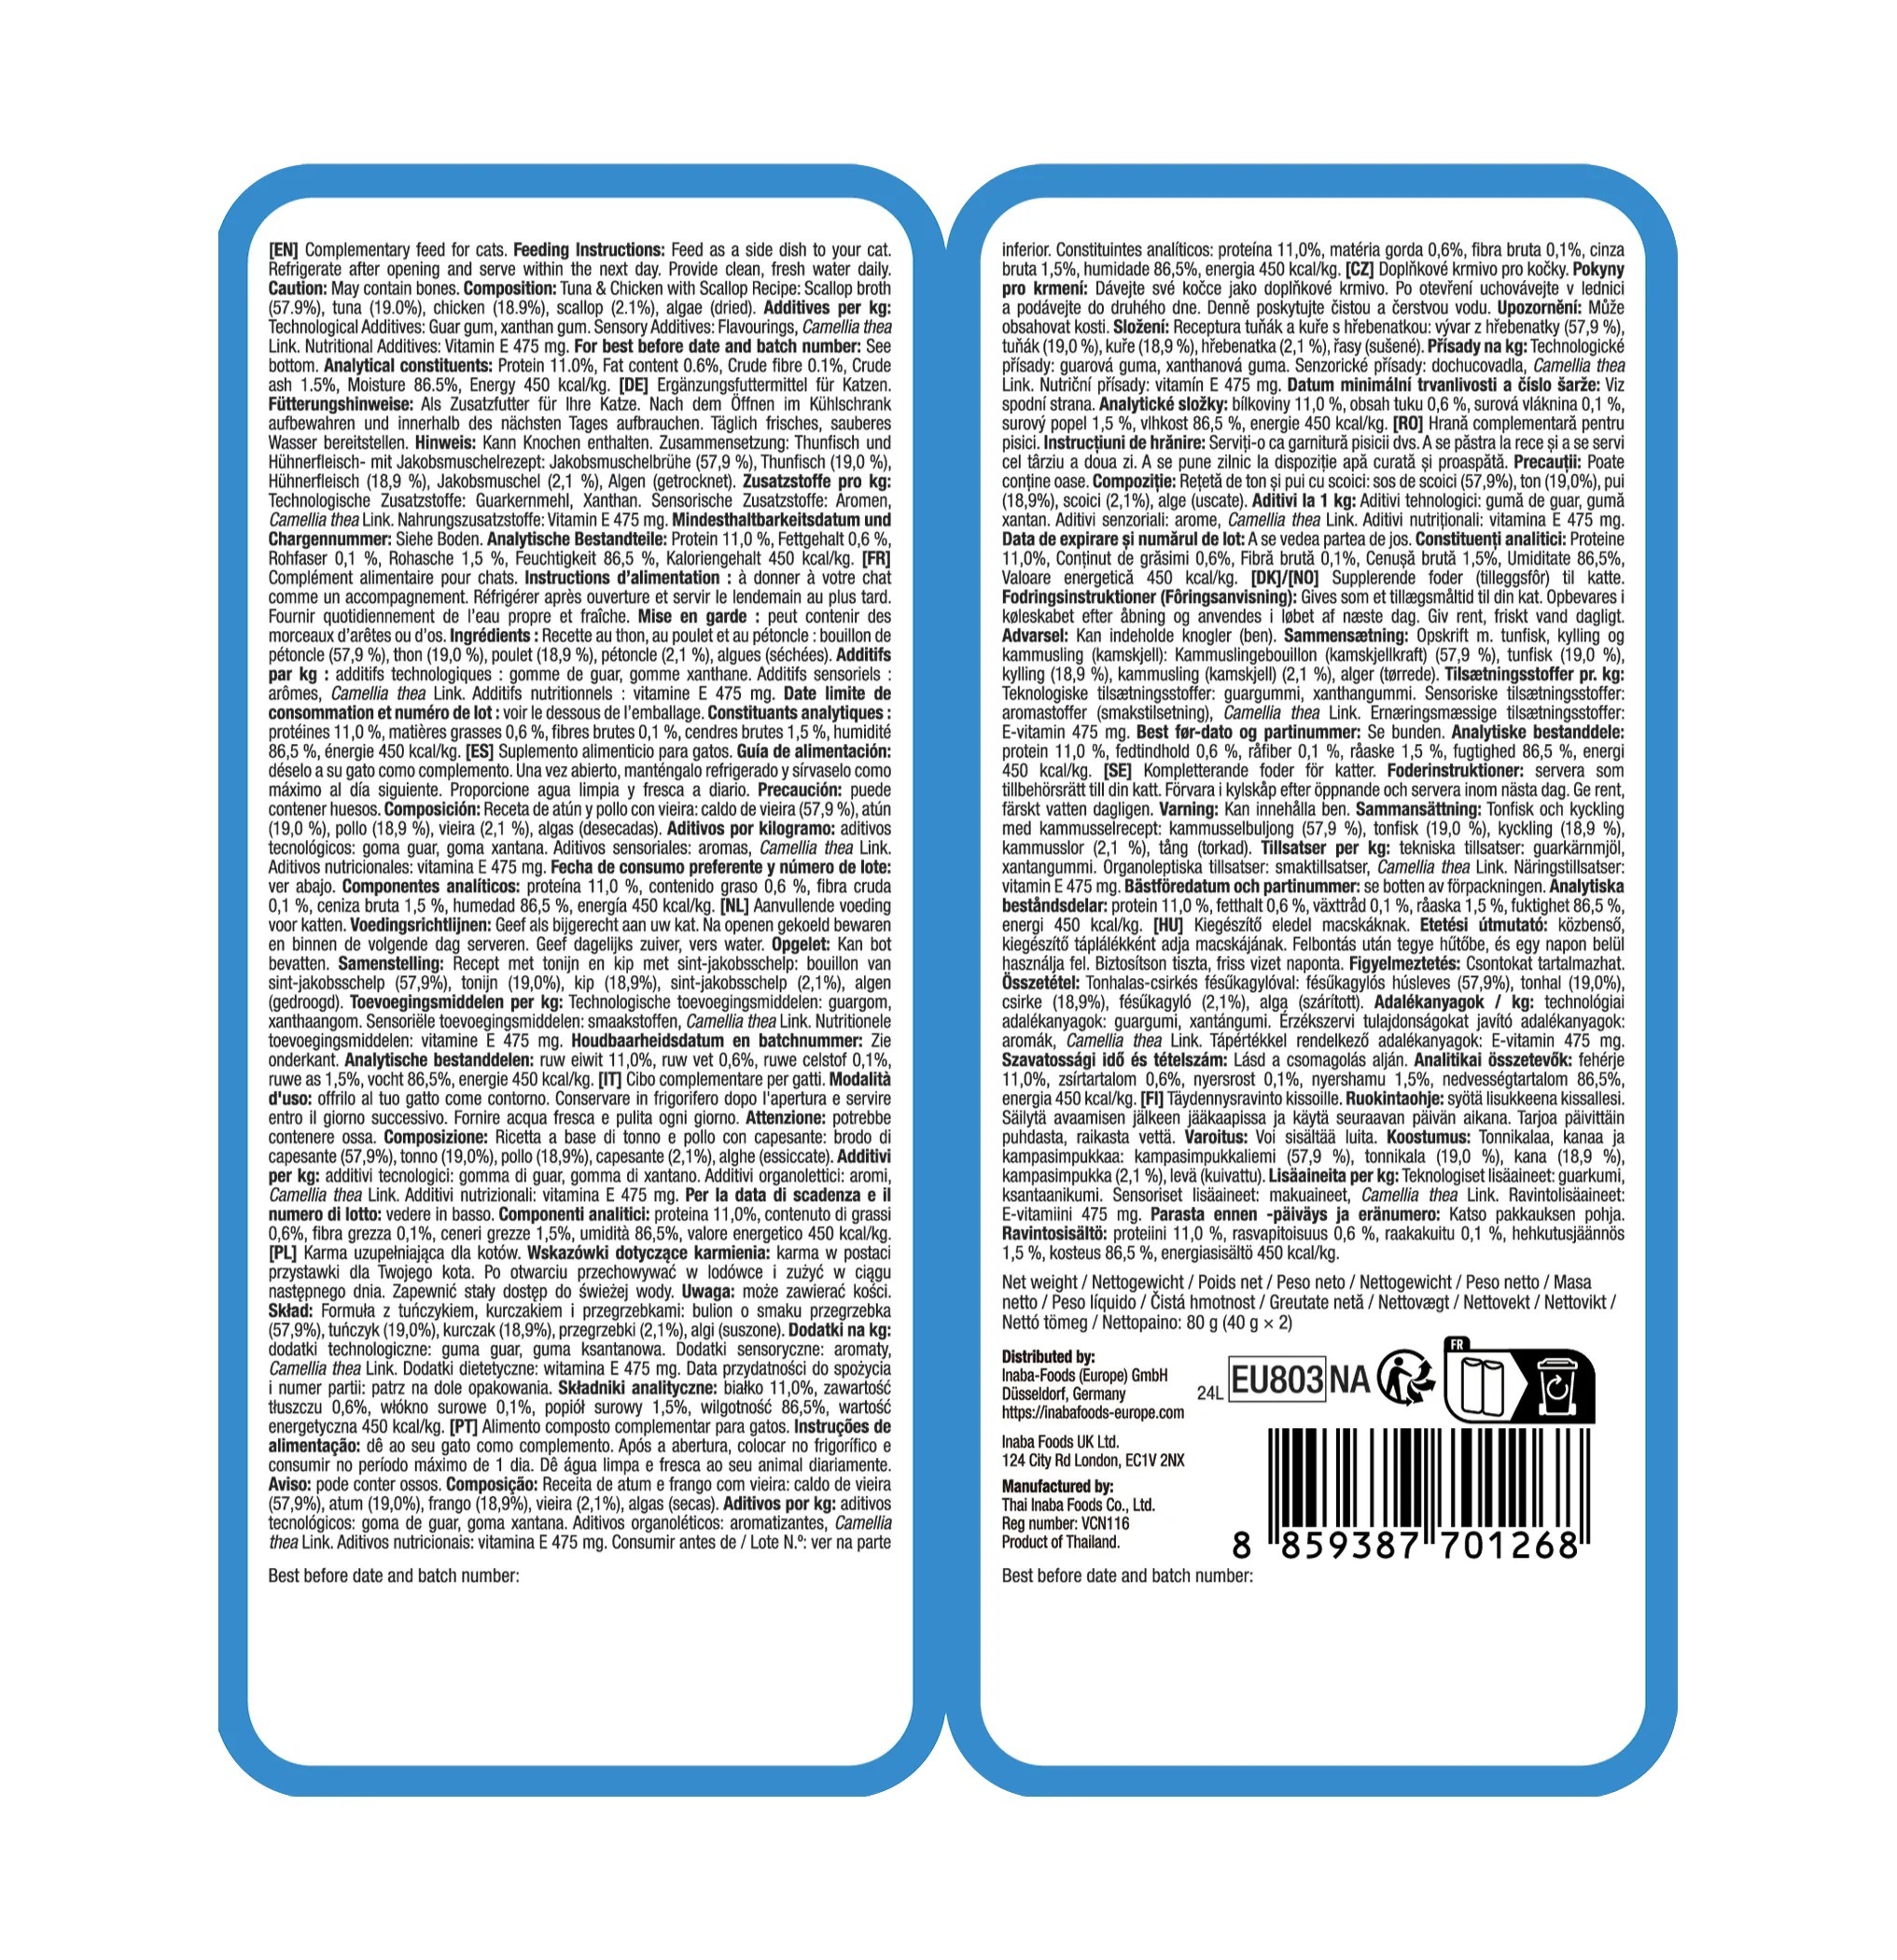 [EN] Complementary feed for cats. Feeding Instructions: Feed as a side dish to your cat.
Refrigerate after opening and serve within the next day. Provide clean, fresh water daily.
Caution: May contain bones. Composition: Tuna & Chicken with Scallop Recipe: Scallop broth
(57.9%), tuna (19.0%), chicken (18.9%), scallop (2.1%), algae (dried). Additives per kg:
Technological Additives: Guar gum, xanthan gum. Sensory Additives: Flavourings, Camellia thea
Link. Nutritional Additives: Vitamin E 475 mg. For best before date and batch number: See
bottom. Analytical constituents: Protein 11.0%, Fat content 0.6%, Crude fibre 0.1%, Crude
ash 1.5%, Moisture 86.5%, Energy 450 kcal/kg. [DE] Ergänzungsfuttermittel für Katzen.
Fütterungshinweise: Als Zusatzfutter für Ihre Katze. Nach dem Öffnen im Kühlschrank
aufbewahren und innerhalb des nächsten Tages aufbrauchen. Täglich frisches, sauberes
Wasser bereitstellen. Hinweis: Kann Knochen enthalten. Zusammensetzung: Thunfisch und
Hühnerfleisch- mit Jakobsmuschelrezept: Jakobsmuschelbrühe (57,9 %), Thunfisch (19,0 %),
Hühnerfleisch (18,9 %), Jakobsmuschel (2,1 %), Algen (getrocknet). Zusatzstoffe pro kg:
Technologische Zusatzstoffe: Guarkernmehl, Xanthan. Sensorische Zusatzstoffe: Aromen,
Camellia thea Link. Nahrungszusatzstoffe: Vitamin E 475 mg. Mindesthaltbarkeitsdatum und
Chargennummer: Siehe Boden. Analytische Bestandteile: Protein 11,0 %, Fettgehalt 0,6 %,
Rohfaser 0,1 %, Rohasche 1,5 %, Feuchtigkeit 86,5 %, Kaloriengehalt 450 kcal/kg. [FR]
Complément alimentaire pour chats. Instructions d’alimentation : à donner à votre chat
comme un accompagnement. Réfrigérer après ouverture et servir le lendemain au plus tard.
Fournir quotidiennement de l’eau propre et fraîche. Mise en garde : peut contenir des
morceaux d’arêtes ou d’os. Ingrédients : Recette au thon, au poulet et au pétoncle : bouillon de
pétoncle (57,9 %), thon (19,0 %), poulet (18,9 %), pétoncle (2,1 %), algues (séchées). Additifs
par kg : additifs technologiques : gomme de guar, gomme xanthane. Additifs sensoriels :
arômes, Camellia thea Link. Additifs nutritionnels : vitamine E 475 mg. Date limite de
consommation et numéro de lot : voir le dessous de l’emballage. Constituants analytiques :
protéines 11,0 %, matières grasses 0,6 %, fibres brutes 0,1 %, cendres brutes 1,5 %, humidité
86,5 %, énergie 450 kcal/kg. [ES] Suplemento alimenticio para gatos. Guía de alimentación:
déselo a su gato como complemento. Una vez abierto, manténgalo refrigerado y sírvaselo como
máximo al día siguiente. Proporcione agua limpia y fresca a diario. Precaución: puede
contener huesos. Composición: Receta de atún y pollo con vieira: caldo de vieira (57,9 %), atún
(19,0 %), pollo (18,9 %), vieira (2,1 %), algas (desecadas). Aditivos por kilogramo: aditivos
tecnológicos: goma guar, goma xantana. Aditivos sensoriales: aromas, Camellia thea Link.
Aditivos nutricionales: vitamina E 475 mg. Fecha de consumo preferente y número de lote:
ver abajo. Componentes analíticos: proteína 11,0 %, contenido graso 0,6 %, fibra cruda
0,1 %, ceniza bruta 1,5 %, humedad 86,5 %, energía 450 kcal/kg. [NL] Aanvullende voeding
voor katten. Voedingsrichtlijnen: Geef als bijgerecht aan uw kat. Na openen gekoeld bewaren
en binnen de volgende dag serveren. Geef dagelijks zuiver, vers water. Opgelet: Kan bot
bevatten. Samenstelling: Recept met tonijn en kip met sint-jakobsschelp: bouillon van
sint-jakobsschelp (57,9%), tonijn (19,0%), kip (18,9%), sint-jakobsschelp (2,1%), algen
(gedroogd). Toevoegingsmiddelen per kg: Technologische toevoegingsmiddelen: guargom,
xanthaangom. Sensoriële toevoegingsmiddelen: smaakstoffen, Camellia thea Link. Nutritionele
toevoegingsmiddelen: vitamine E 475 mg. Houdbaarheidsdatum en batchnummer: Zie
onderkant. Analytische bestanddelen: ruw eiwit 11,0%, ruw vet 0,6%, ruwe celstof 0,1%,
ruwe as 1,5%, vocht 86,5%, energie 450 kcal/kg. [IT] Cibo complementare per gatti. Modalità
d'uso: offrilo al tuo gatto come contorno. Conservare in frigorifero dopo l'apertura e servire
entro il giorno successivo. Fornire acqua fresca e pulita ogni giorno. Attenzione: potrebbe
contenere ossa. Composizione: Ricetta a base di tonno e pollo con capesante: brodo di
capesante (57,9%), tonno (19,0%), pollo (18,9%), capesante (2,1%), alghe (essiccate). Additivi
per kg: additivi tecnologici: gomma di guar, gomma di xantano. Additivi organolettici: aromi,
Camellia thea Link. Additivi nutrizionali: vitamina E 475 mg. Per la data di scadenza e il
numero di lotto: vedere in basso. Componenti analitici: proteina 11,0%, contenuto di grassi
0,6%, fibra grezza 0,1%, ceneri grezze 1,5%, umidità 86,5%, valore energetico 450 kcal/kg.
[PL] Karma uzupełniająca dla kotów. Wskazówki dotyczące karmienia: karma w postaci
przystawki dla Twojego kota. Po otwarciu przechowywać w lodówce i zużyć w ciągu
następnego dnia. Zapewnić stały dostęp do świeżej wody. Uwaga: może zawierać kości.
Skład: Formuła z tuńczykiem, kurczakiem i przegrzebkami: bulion o smaku przegrzebka
(57,9%), tuńczyk (19,0%), kurczak (18,9%), przegrzebki (2,1%), algi (suszone). Dodatki na kg:
dodatki technologiczne: guma guar, guma ksantanowa. Dodatki sensoryczne: aromaty,
Camellia thea Link. Dodatki dietetyczne: witamina E 475 mg. Data przydatności do spożycia
i numer partii: patrz na dole opakowania. Składniki analityczne: białko 11,0%, zawartość
tłuszczu 0,6%, włókno surowe 0,1%, popiół surowy 1,5%, wilgotność 86,5%, wartość
energetyczna 450 kcal/kg. [PT] Alimento composto complementar para gatos. Instruções de
alimentação: dê ao seu gato como complemento. Após a abertura, colocar no frigorífico e
consumir no período máximo de 1 dia. Dê água limpa e fresca ao seu animal diariamente.
Aviso: pode conter ossos. Composição: Receita de atum e frango com vieira: caldo de vieira
(57,9%), atum (19,0%), frango (18,9%), vieira (2,1%), algas (secas). Aditivos por kg: aditivos
tecnológicos: goma de guar, goma xantana. Aditivos organoléticos: aromatizantes, Camellia
thea Link. Aditivos nutricionais: vitamina E 475 mg. Consumir antes de / Lote N.º: ver na parte
Best before date and batch number:
inferior. Constituintes analíticos: proteína 11,0%, matéria gorda 0,6%, fibra bruta 0,1%, cinza
bruta 1,5%, humidade 86,5%, energia 450 kcal/kg. [CZ] Doplňkové krmivo pro kočky. Pokyny
pro krmení: Dávejte své kočce jako doplňkové krmivo. Po otevření uchovávejte v lednici
a podávejte do druhého dne. Denně poskytujte čistou a čerstvou vodu. Upozornění: Může
obsahovat kosti. Složení: Receptura tuňák a kuře s hřebenatkou: vývar z hřebenatky (57,9 %),
tuňák (19,0 %), kuře (18,9 %), hřebenatka (2,1 %), řasy (sušené). Přísady na kg: Technologické
přísady: guarová guma, xanthanová guma. Senzorické přísady: dochucovadla, Camellia thea
Link. Nutriční přísady: vitamín E 475 mg. Datum minimální trvanlivosti a číslo šarže: Viz
spodní strana. Analytické složky: bílkoviny 11,0 %, obsah tuku 0,6 %, surová vláknina 0,1 %,
surový popel 1,5 %, vlhkost 86,5 %, energie 450 kcal/kg. [RO] Hrană complementară pentru
pisici. Instrucțiuni de hrănire: Serviți-o ca garnitură pisicii dvs. A se păstra la rece și a se servi
cel târziu a doua zi. A se pune zilnic la dispoziție apă curată și proaspătă. Precauții: Poate
conține oase. Compoziție: Rețetă de ton și pui cu scoici: sos de scoici (57,9%), ton (19,0%), pui
(18,9%), scoici (2,1%), alge (uscate). Aditivi la 1 kg: Aditivi tehnologici: gumă de guar, gumă
xantan. Aditivi senzoriali: arome, Camellia thea Link. Aditivi nutriționali: vitamina E 475 mg.
Data de expirare și numărul de lot: A se vedea partea de jos. Constituenți analitici: Proteine
11,0%, Conținut de grăsimi 0,6%, Fibră brută 0,1%, Cenușă brută 1,5%, Umiditate 86,5%,
Valoare energetică 450 kcal/kg. [DK]/[NO] Supplerende foder (tilleggsfôr) til katte.
Fodringsinstruktioner (Fôringsanvisning): Gives som et tillægsmåltid til din kat. Opbevares i
køleskabet efter åbning og anvendes i løbet af næste dag. Giv rent, friskt vand dagligt.
Advarsel: Kan indeholde knogler (ben). Sammensætning: Opskrift m. tunfisk, kylling og
kammusling (kamskjell): Kammuslingebouillon (kamskjellkraft) (57,9 %), tunfisk (19,0 %),
kylling (18,9 %), kammusling (kamskjell) (2,1 %), alger (tørrede). Tilsætningsstoffer pr. kg:
Teknologiske tilsætningsstoffer: guargummi, xanthangummi. Sensoriske tilsætningsstoffer:
aromastoffer (smakstilsetning), Camellia thea Link. Ernæringsmæssige tilsætningsstoffer:
E-vitamin 475 mg. Best før-dato og partinummer: Se bunden. Analytiske bestanddele:
protein 11,0 %, fedtindhold 0,6 %, råfiber 0,1 %, råaske 1,5 %, fugtighed 86,5 %, energi
450 kcal/kg. [SE] Kompletterande foder för katter. Foderinstruktioner: servera som
tillbehörsrätt till din katt. Förvara i kylskåp efter öppnande och servera inom nästa dag. Ge rent,
färskt vatten dagligen. Varning: Kan innehålla ben. Sammansättning: Tonfisk och kyckling
med kammusselrecept: kammusselbuljong (57,9 %), tonfisk (19,0 %), kyckling (18,9 %),
kammusslor (2,1 %), tång (torkad). Tillsatser per kg: tekniska tillsatser: guarkärnmjöl,
xantangummi. Organoleptiska tillsatser: smaktillsatser, Camellia thea Link. Näringstillsatser:
vitamin E 475 mg. Bästföredatum och partinummer: se botten av förpackningen. Analytiska
beståndsdelar: protein 11,0 %, fetthalt 0,6 %, växttråd 0,1 %, råaska 1,5 %, fuktighet 86,5 %,
energi 450 kcal/kg. [HU] Kiegészítő eledel macskáknak. Etetési útmutató: közbenső,
kiegészítő táplálékként adja macskájának. Felbontás után tegye hűtőbe, és egy napon belül
használja fel. Biztosítson tiszta, friss vizet naponta. Figyelmeztetés: Csontokat tartalmazhat.
Összetétel: Tonhalas-csirkés fésűkagylóval: fésűkagylós húsleves (57,9%), tonhal (19,0%),
csirke (18,9%), fésűkagyló (2,1%), alga (szárított). Adalékanyagok / kg: technológiai
adalékanyagok: guargumi, xantángumi. Érzékszervi tulajdonságokat javító adalékanyagok:
aromák, Camellia thea Link. Tápértékkel rendelkező adalékanyagok: E-vitamin 475 mg.
Szavatossági idő és tételszám: Lásd a csomagolás alján. Analitikai összetevők: fehérje
11,0%, zsírtartalom 0,6%, nyersrost 0,1%, nyershamu 1,5%, nedvességtartalom 86,5%,
energia 450 kcal/kg. [FI] Täydennysravinto kissoille. Ruokintaohje: syötä lisukkeena kissallesi.
Säilytä avaamisen jälkeen jääkaapissa ja käytä seuraavan päivän aikana. Tarjoa päivittäin
puhdasta, raikasta vettä. Varoitus: Voi sisältää luita. Koostumus: Tonnikalaa, kanaa ja
kampasimpukkaa: kampasimpukkaliemi (57,9 %), tonnikala (19,0 %), kana (18,9 %),
kampasimpukka (2,1 %), levä (kuivattu). Lisäaineita per kg: Teknologiset lisäaineet: guarkumi,
ksantaanikumi. Sensoriset lisäaineet: makuaineet, Camellia thea Link. Ravintolisäaineet:
E-vitamiini 475 mg. Parasta ennen -päiväys ja eränumero: Katso pakkauksen pohja.
Ravintosisältö: proteiini 11,0 %, rasvapitoisuus 0,6 %, raakakuitu 0,1 %, hehkutusjäännös
1,5 %, kosteus 86,5 %, energiasisältö 450 kcal/kg.
Net weight / Nettogewicht / Poids net / Peso neto / Nettogewicht / Peso netto / Masa
netto / Peso líquido / Čistá hmotnost / Greutate netă / Nettovægt / Nettovekt / Nettovikt /
Nettó tömeg / Nettopaino: 80 g (40 g × 2)
Distributed by:
Inaba-Foods (Europe) GmbH
Düsseldorf, Germany
https://inabafoods-europe.com
Inaba Foods UK Ltd.
124 City Rd London, EC1V 2NX
Manufactured by:
Thai Inaba Foods Co., Ltd.
Reg number: VCN116
Product of Thailand.
24L EU803 NA
FR
8 859387 701268
Best before date and batch number: